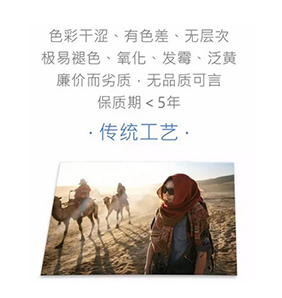 色彩干涩、有色差、无层次
极易褪色、氧化、发霉、泛黄
廉价而劣质，无品质可言
保质期＜5年
·传统工艺·